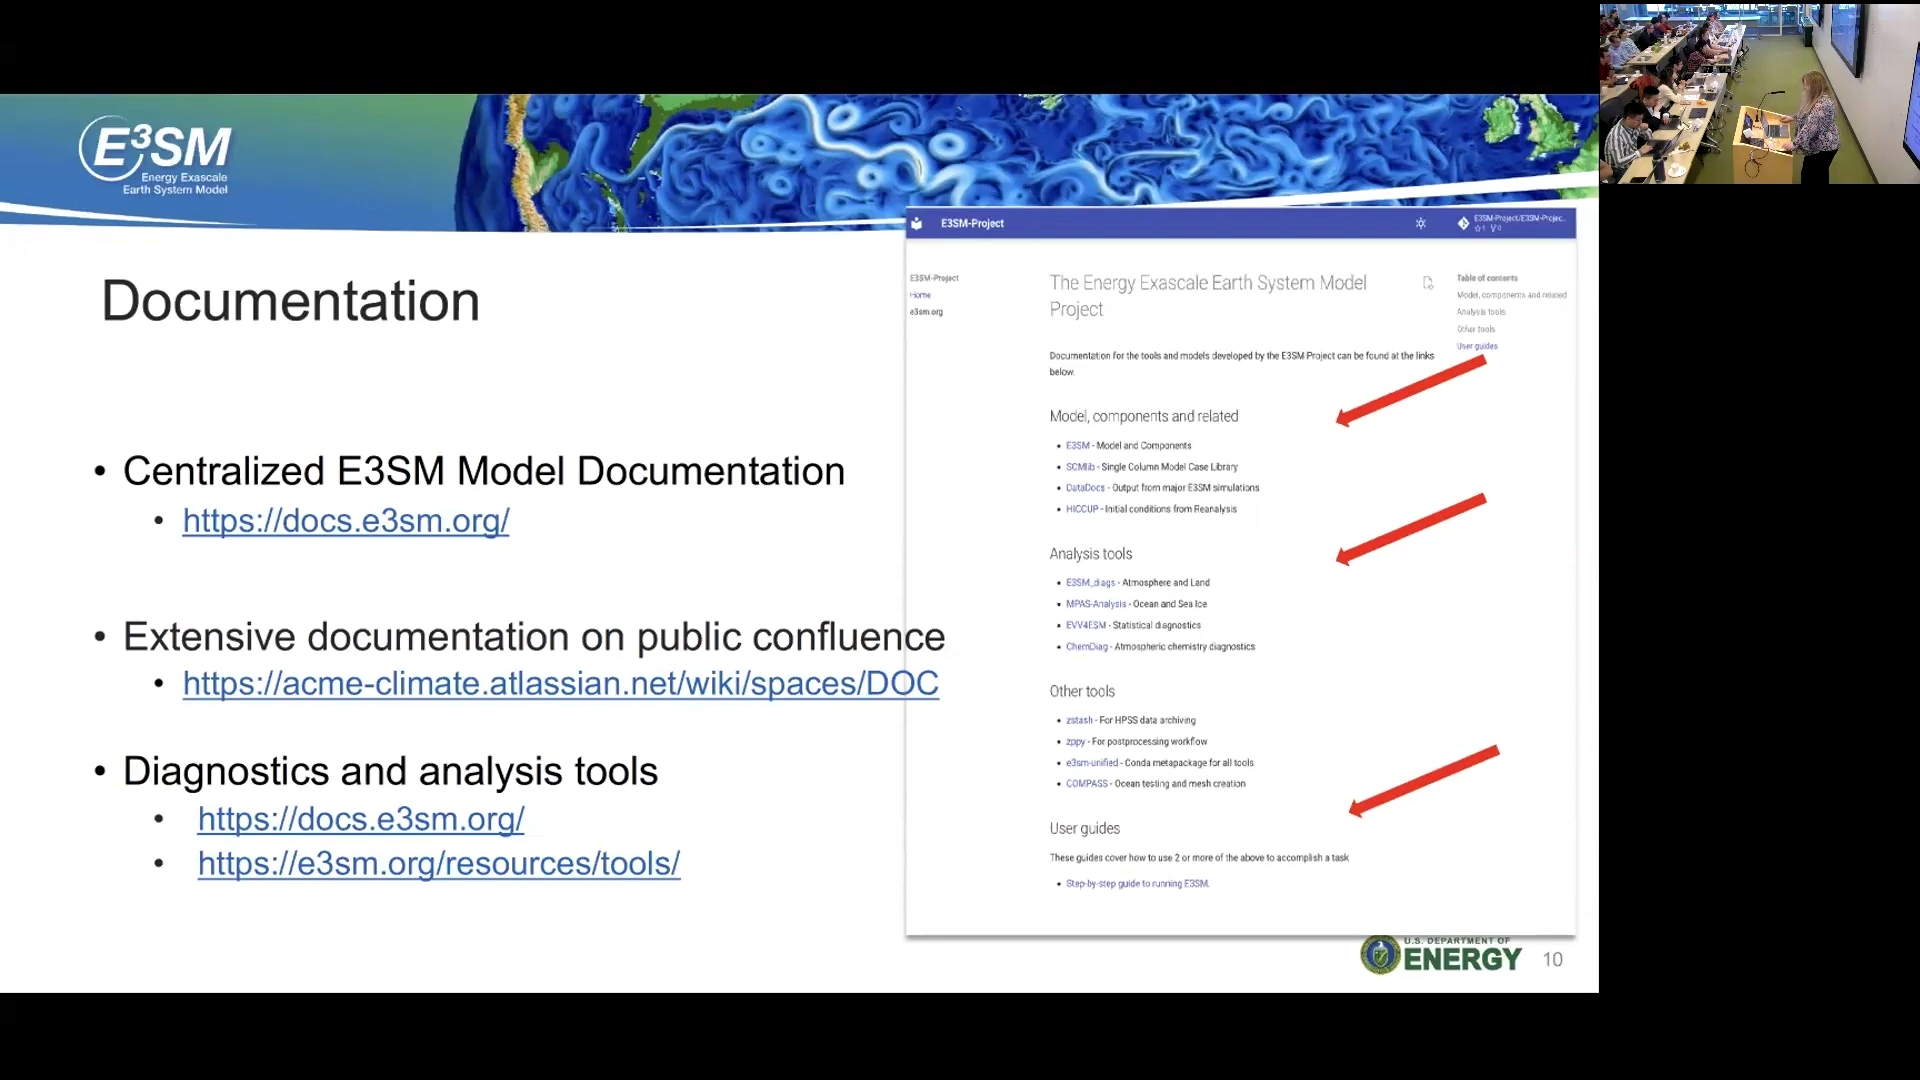 E³SM
Energy Exascale
Earth System Model
Documentation
• Centralized E3SM Model Documentation
• https://docs.e3sm.org/
• Extensive documentation on public confluence
• https://acme-climate.atlassian.net/wiki/spaces/DOC
• Diagnostics and analysis tools
• https://docs.e3sm.org/
• https://e3sm.org/resources/tools/
E3SM-Project
E3SM-Project/E3SM-Projec...
E3SM-Project
Home
e3sm.org
The Energy Exascale Earth System Model
Project
Documentation for the tools and models developed by the E3SM Project can be found at the links
below.
Model, components and related
• E3SM - Model and Components
• SCMlib - Single Column Model Case Library
• DataDocs - Output from major E3SM simulations
• HICCUP - Initial conditions from Reanalysis
Analysis tools
• E3SM_diags - Atmosphere and Land
• MPAS-Analysis - Ocean and Sea Ice
• EVV4ESM - Statistical diagnostics
• ChemDiag - Atmospheric chemistry diagnostics
Other tools
• zstash - For HPSS data archiving
• zppy - For postprocessing workflow
• e3sm-unified - Conda metapackage for all tools
• COMPASS - Ocean testing and mesh creation
User guides
These guides cover how to use 2 or more of the above to accomplish a task
• Step-by-step guide to running E3SM.
Table of contents
Model, components and related
Analysis tools
Other tools
User guides
U.S. DEPARTMENT OF
ENERGY
10